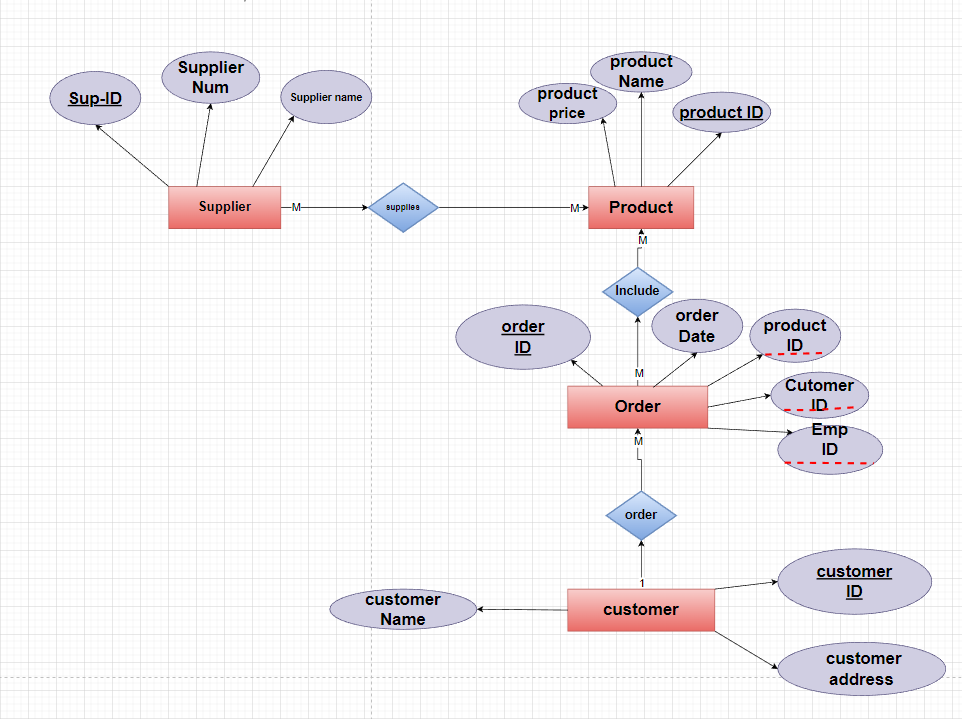 product
Name
Supplier
Num
Sup-ID
Supplier name
product
price
product ID
Supplier
M
supplies
M
Product
M
Include
order
ID
order
Date
product
ID
M
Order
Cutomer
ID
Emp
ID
M
order
1
customer
ID
customer
Name
customer
customer
address